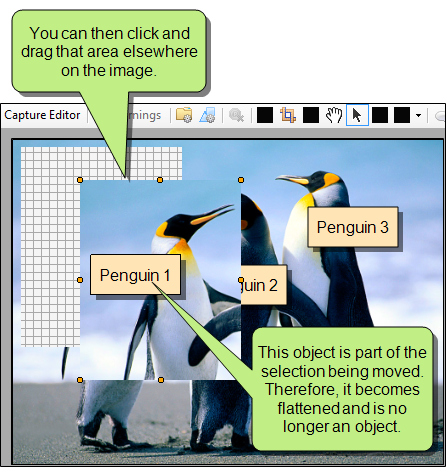 You can then click and
drag that area elsewhere
on the image.
Capture Editor
mings
Penguin 3
Penguin 1
guin 2
This object is part of the
selection being moved.
Therefore, it becomes
flattened and is no
longer an object.